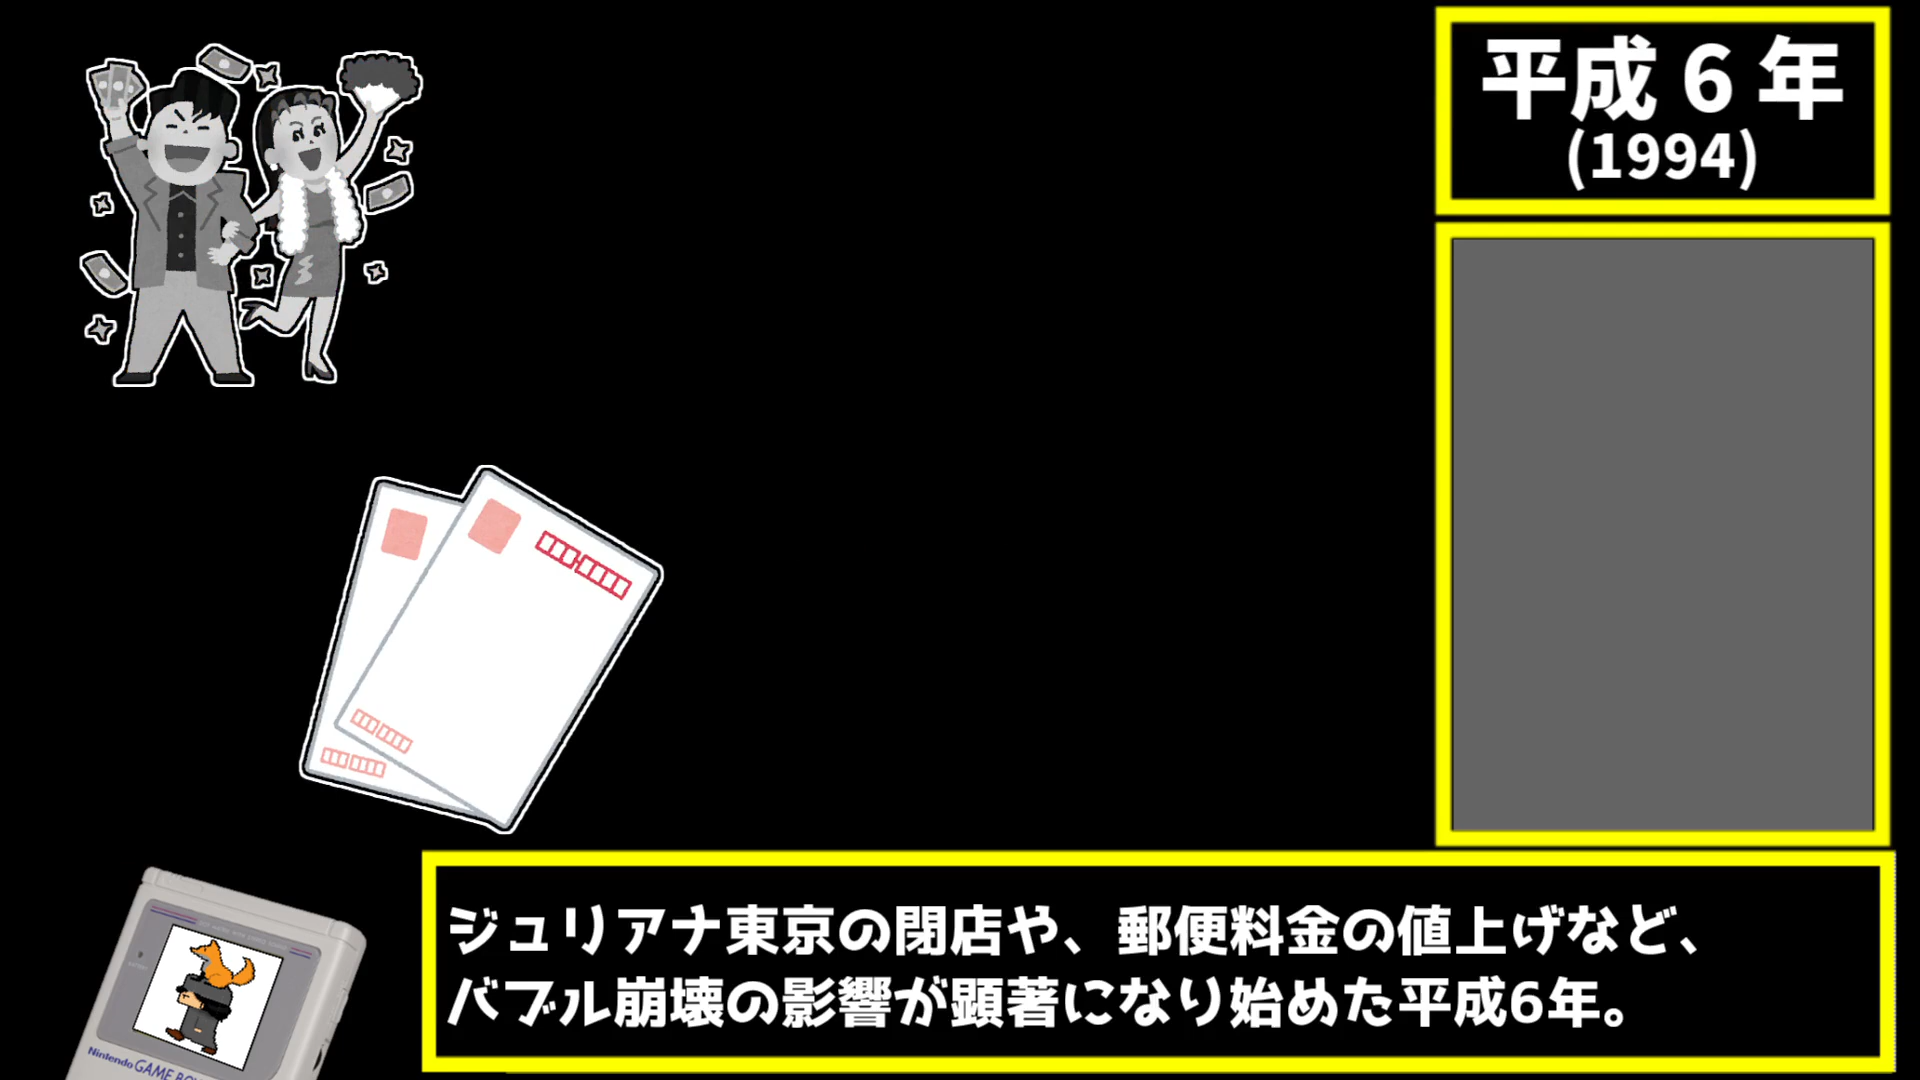 平成6年
(1994)
ジュリアナ東京の閉店や、郵便料金の値上げなど、
バブル崩壊の影響が顕著になり始めた平成6年。
Nintendo GAME BOY